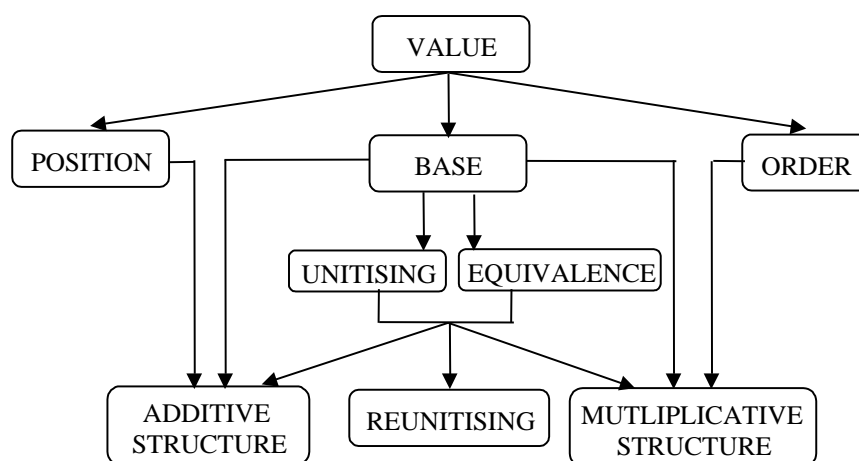 VALUE
POSITION
BASE
ORDER
UNITISING
EQUIVALENCE
ADDITIVE
STRUCTURE
REUNITISING
MUTLIPLICATIVE
STRUCTURE